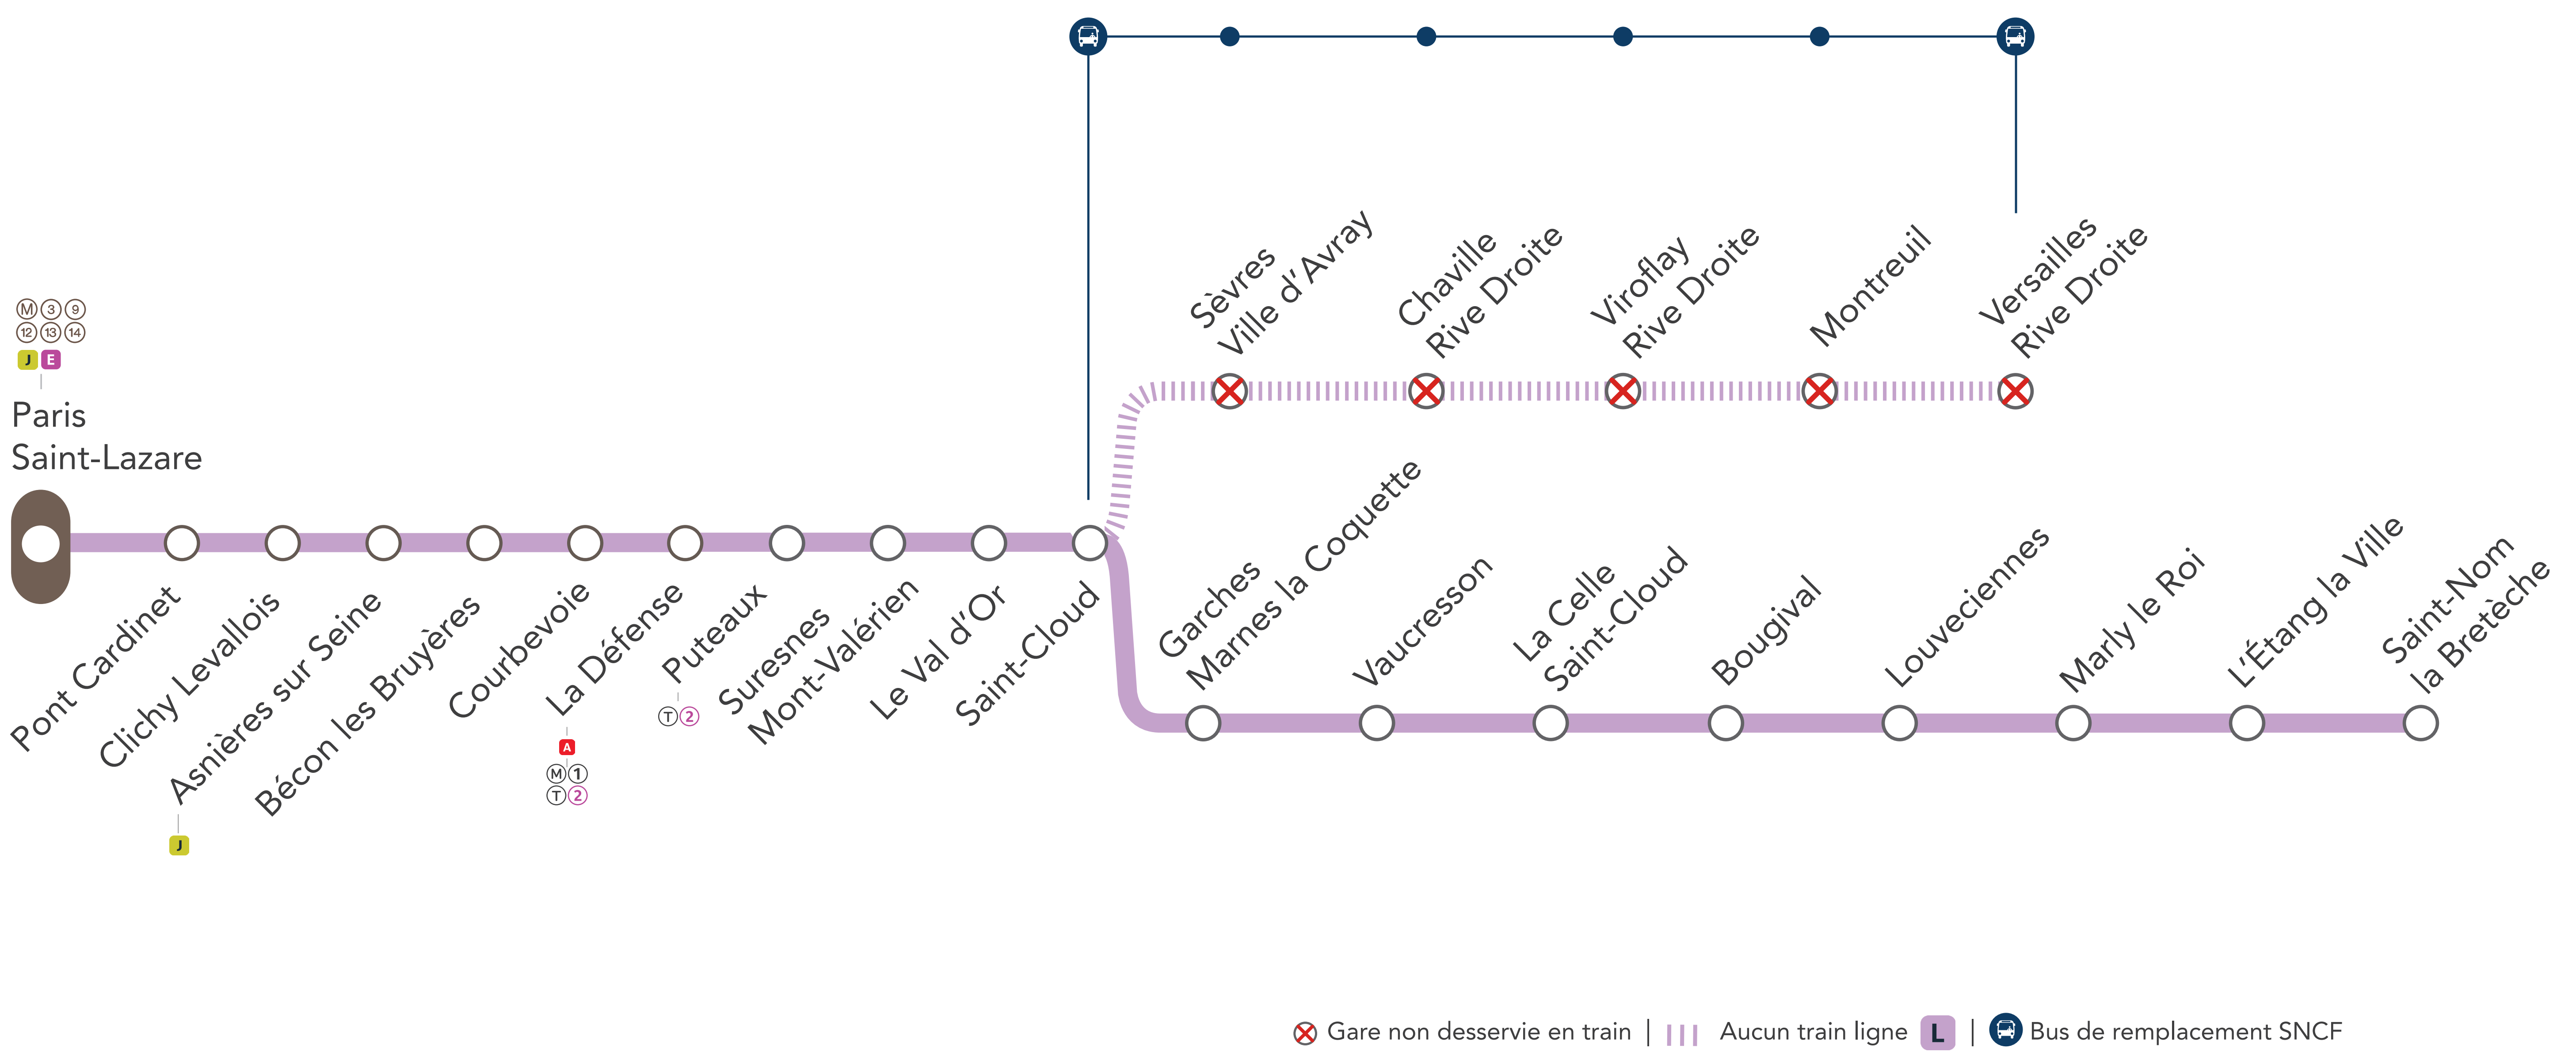 M 3 9
12 13 14
J E
Paris
Saint-Lazare
Pont Cardinet
Clichy Levallois
Asnières sur Seine
J
Bécon les Bruyères
Courbevoie
La Défense
A
M 1
T 2
Puteaux
T 2
Suresnes
Mont-Valérien
Le Val d’Or
Saint-Cloud
Sèvres
Ville d’Avray
Chaville
Rive Droite
Viroflay
Rive Droite
Montreuil
Versailles
Rive Droite
Garches
Marnes la Coquette
Vaucresson
La Celle
Saint-Cloud
Bougival
Louveciennes
Marly le Roi
L’Étang la Ville
Saint-Nom
la Bretèche
Gare non desservie en train | Aucun train ligne L | Bus de remplacement SNCF